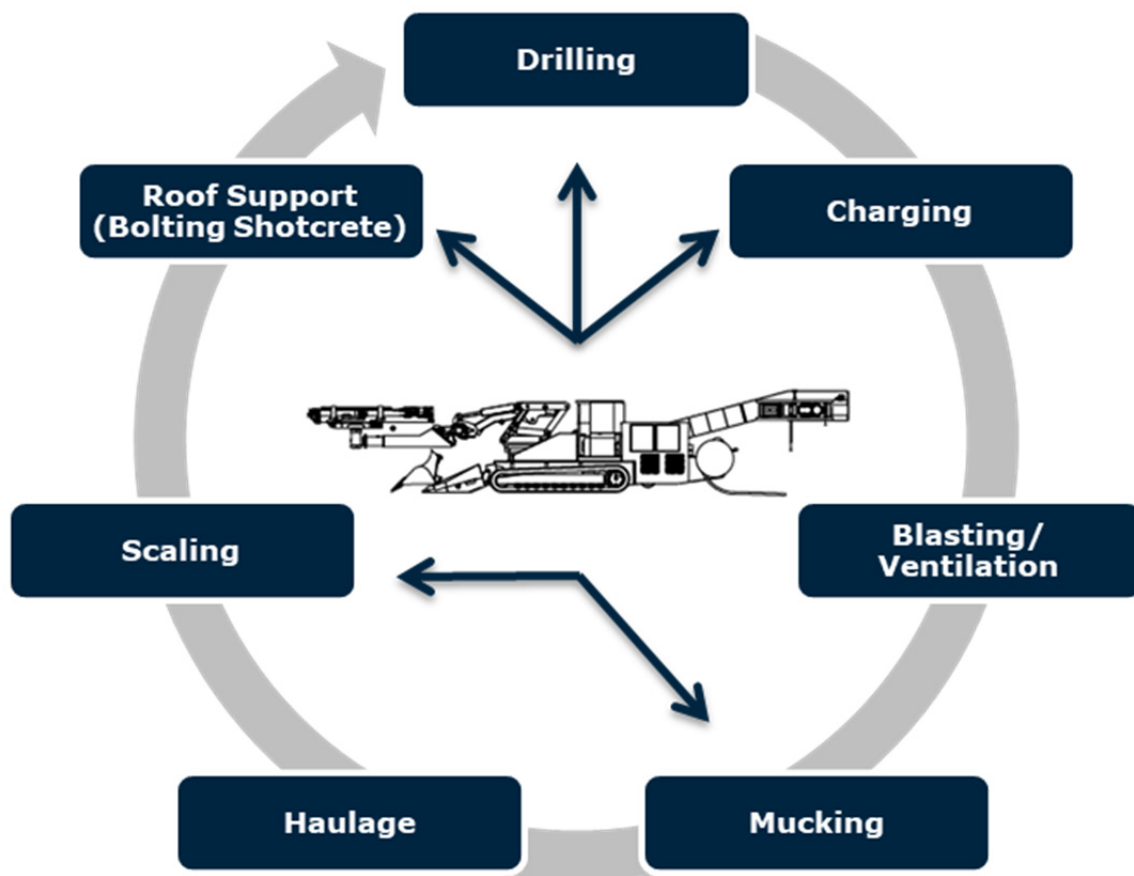 Drilling
Roof Support
(Bolting Shotcrete)
Charging
Scaling
Blasting/
Ventilation
Haulage
Mucking